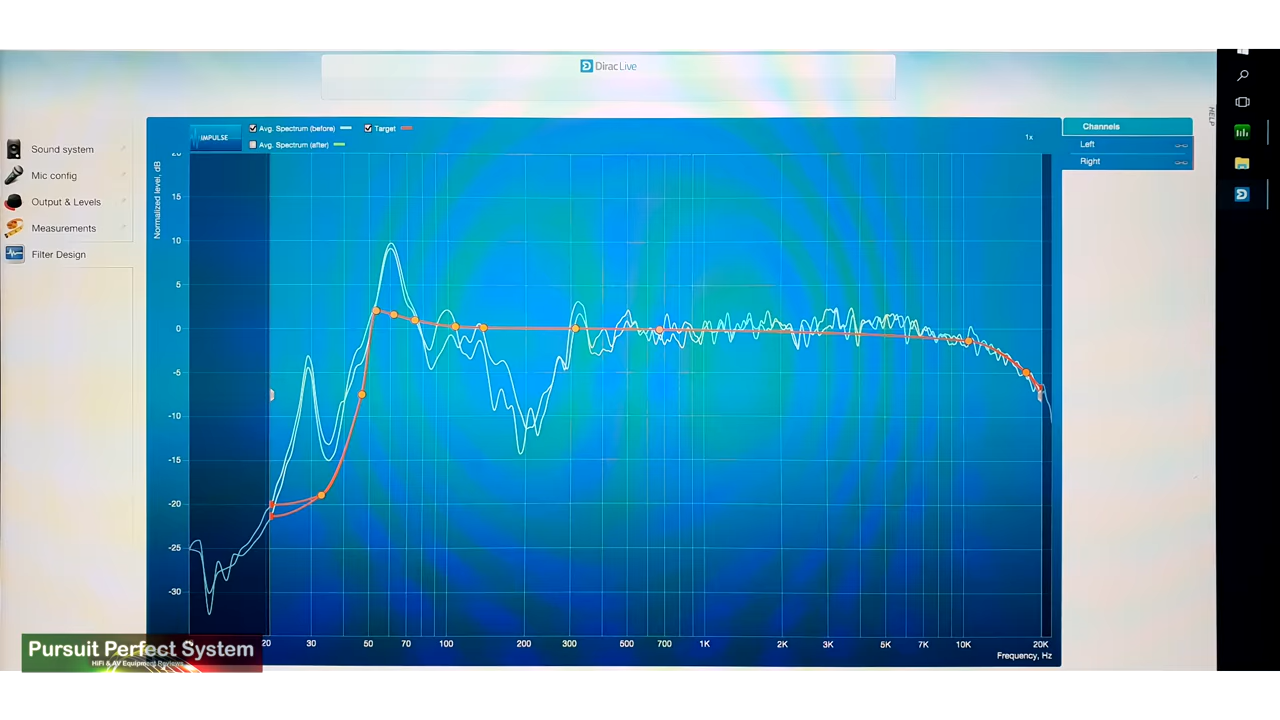 Dirac Live
HELP
IMPULSE
Avg. Spectrum (before)
Target
Avg. Spectrum (after)
1x
Channels
Left
Right
Sound system
Mic config
Output & Levels
Measurements
Filter Design
Normalized level, dB
20
15
10
5
0
-5
-10
-15
-20
-25
-30
20 30 50 70 100 200 300 500 700 1K 2K 3K 5K 7K 10K 20K
Frequency, Hz
Pursuit Perfect System
HiFi & AV Equipment Reviews